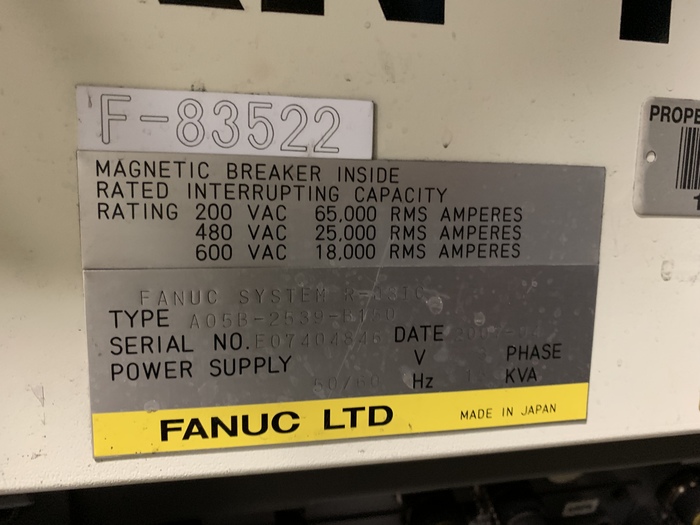 F-83522
MAGNETIC BREAKER INSIDE
RATED INTERRUPTING CAPACITY
RATING 200 VAC 65,000 RMS AMPERES
480 VAC 25,000 RMS AMPERES
600 VAC 18,000 RMS AMPERES
FANUC SYSTEM
TYPE
SERIAL NO. DATE
POWER SUPPLY V PHASE
50/60 Hz KVA
FANUC LTD MADE IN JAPAN